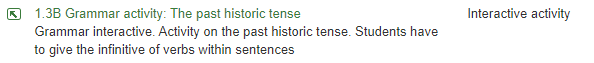 1.3B Grammar activity: The past historic tense Interactive activity
Grammar interactive. Activity on the past historic tense. Students have
to give the infinitive of verbs within sentences